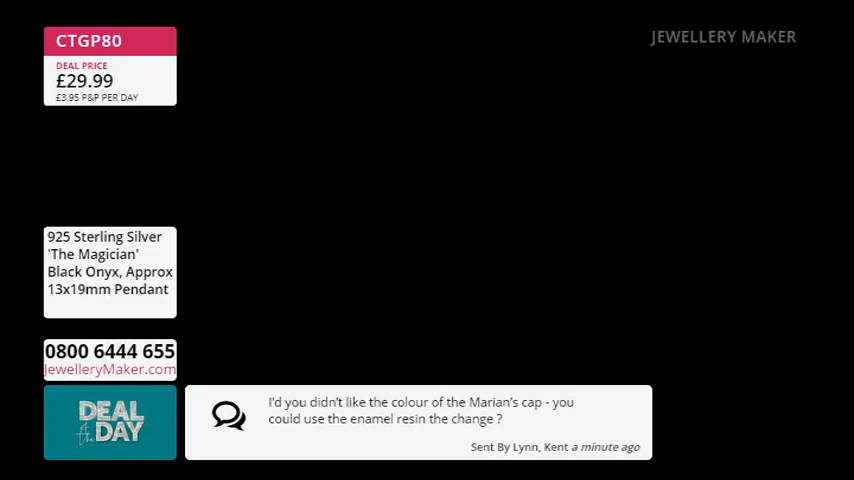 CTGP80
JEWELLERY MAKER
DEAL PRICE
£29.99
£3.95 P&P PER DAY
925 Sterling Silver
'The Magician'
Black Onyx, Approx
13x19mm Pendant
0800 6444 655
JewelleryMaker.com
DEAL
of the
DAY
I'd you didn't like the colour of the Marian's cap - you
could use the enamel resin the change ?
Sent By Lynn, Kent a minute ago